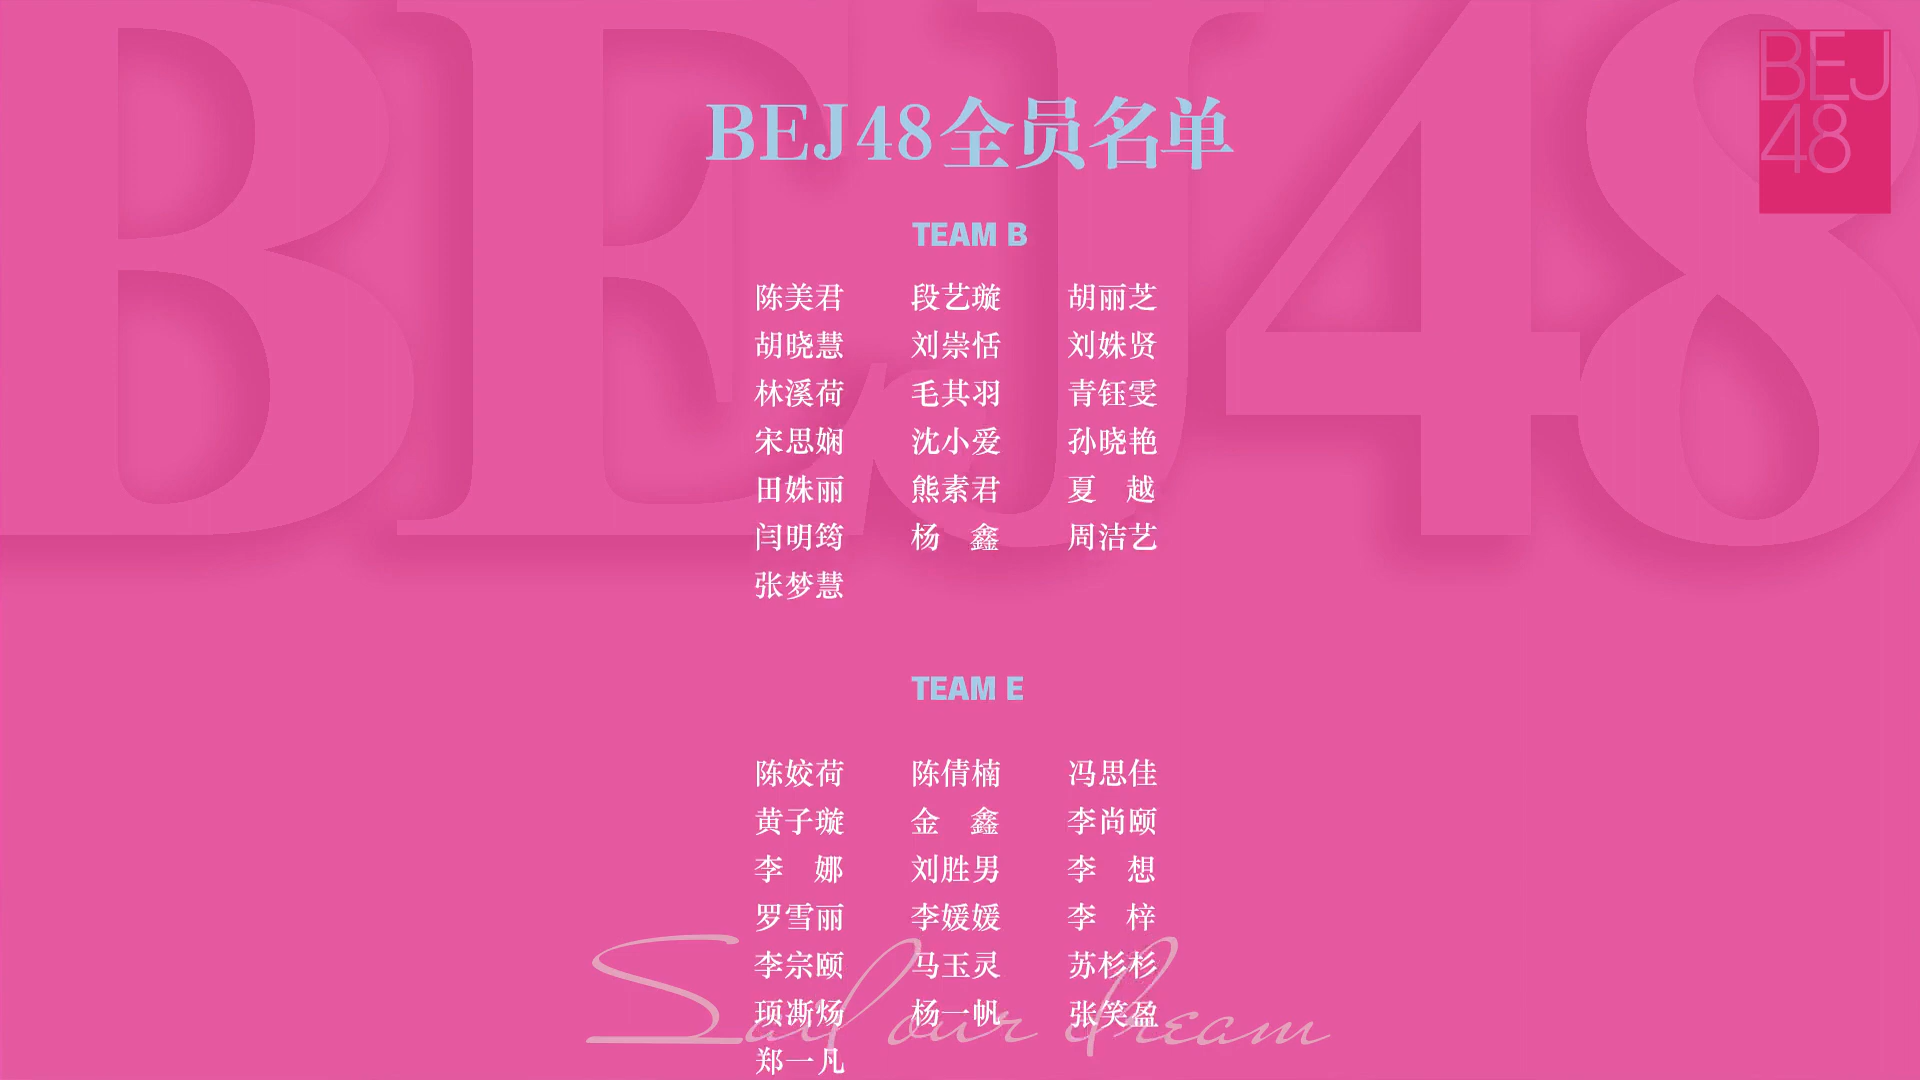 BEJ48
BEJ
48
BEJ48全员名单
TEAM B
陈美君 段艺璇 胡丽芝
胡晓慧 刘崇恬 刘姝贤
林溪荷 毛其羽 青钰雯
宋思娴 沈小爱 孙晓艳
田姝丽 熊素君 夏 越
闫明筠 杨 鑫 周洁艺
张梦慧
TEAM E
陈姣荷 陈倩楠 冯思佳
黄子璇 金 鑫 李尚颐
李 娜 刘胜男 李 想
罗雪丽 李媛媛 李 梓
李宗颐 马玉灵 苏杉杉
顼凘炀 杨一帆 张笑盈
郑一凡
Sail our dream